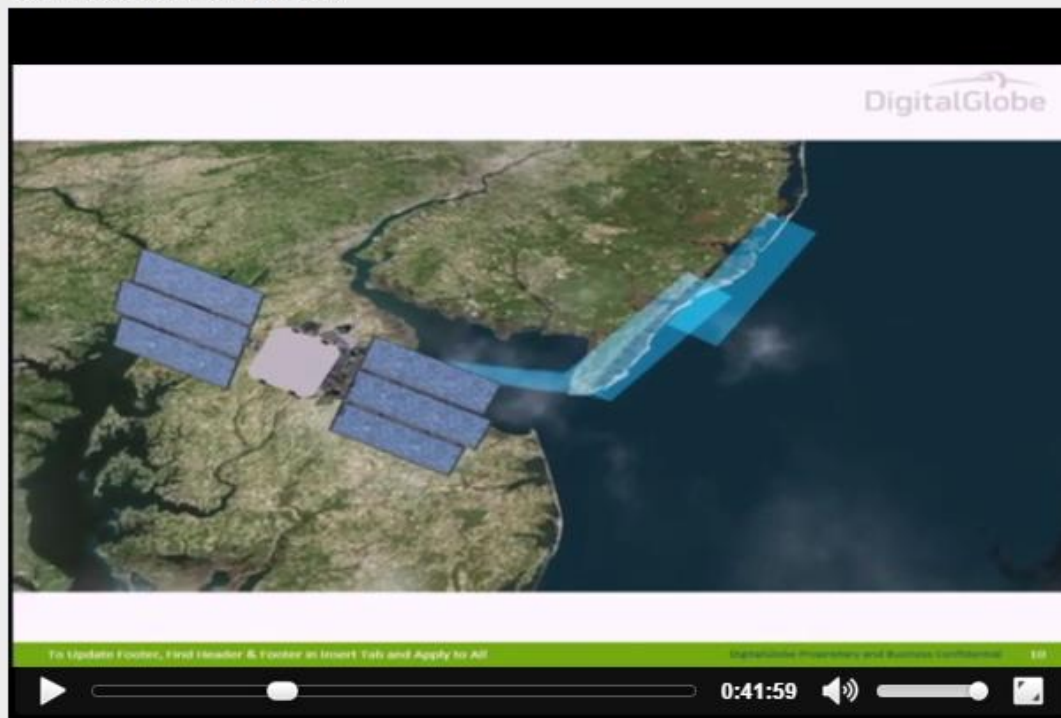 DigitalGlobe
To Update Footer, Find Header & Footer in Insert Tab and Apply to All
DigitalGlobe Proprietary and Business Confidential
10
0:41:59